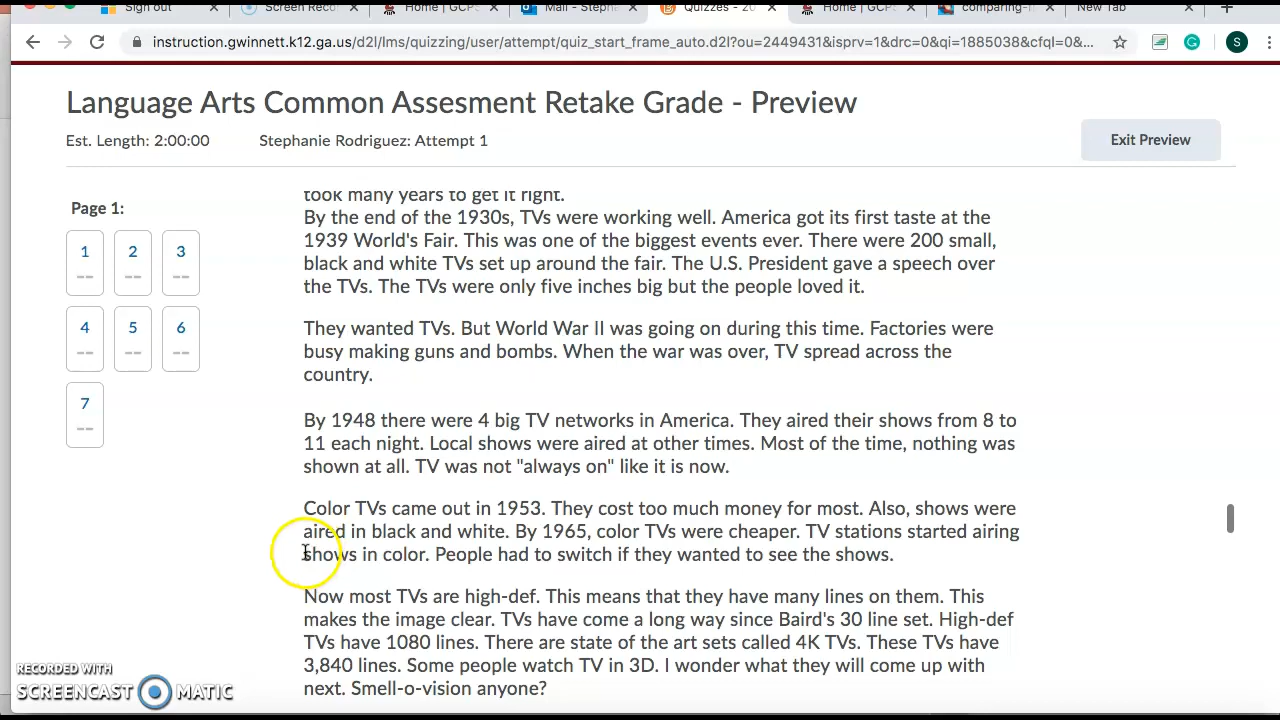 Sign out
Screen Reco
Home | GCPS
Mail - Steph
Quizzes - 20
Home | GCPS
comparing-f
New Tab
instruction.gwinnett.k12.ga.us/d2l/lms/quizzing/user/attempt/quiz_start_frame_auto.d2l?ou=2449431&isprv=1&drc=0&qi=1885038&cfql=0&...
S
Language Arts Common Assesment Retake Grade - Preview
Est. Length: 2:00:00 Stephanie Rodriguez: Attempt 1
Exit Preview
Page 1:
1 2 3
-- -- --
4 5 6
-- -- --
7
--
took many years to get it right.
By the end of the 1930s, TVs were working well. America got its first taste at the
1939 World's Fair. This was one of the biggest events ever. There were 200 small,
black and white TVs set up around the fair. The U.S. President gave a speech over
the TVs. The TVs were only five inches big but the people loved it.
They wanted TVs. But World War II was going on during this time. Factories were
busy making guns and bombs. When the war was over, TV spread across the
country.
By 1948 there were 4 big TV networks in America. They aired their shows from 8 to
11 each night. Local shows were aired at other times. Most of the time, nothing was
shown at all. TV was not "always on" like it is now.
Color TVs came out in 1953. They cost too much money for most. Also, shows were
aired in black and white. By 1965, color TVs were cheaper. TV stations started airing
shows in color. People had to switch if they wanted to see the shows.
Now most TVs are high-def. This means that they have many lines on them. This
makes the image clear. TVs have come a long way since Baird's 30 line set. High-def
TVs have 1080 lines. There are state of the art sets called 4K TVs. These TVs have
3,840 lines. Some people watch TV in 3D. I wonder what they will come up with
next. Smell-o-vision anyone?
RECORDED WITH
SCREENCAST MATIC